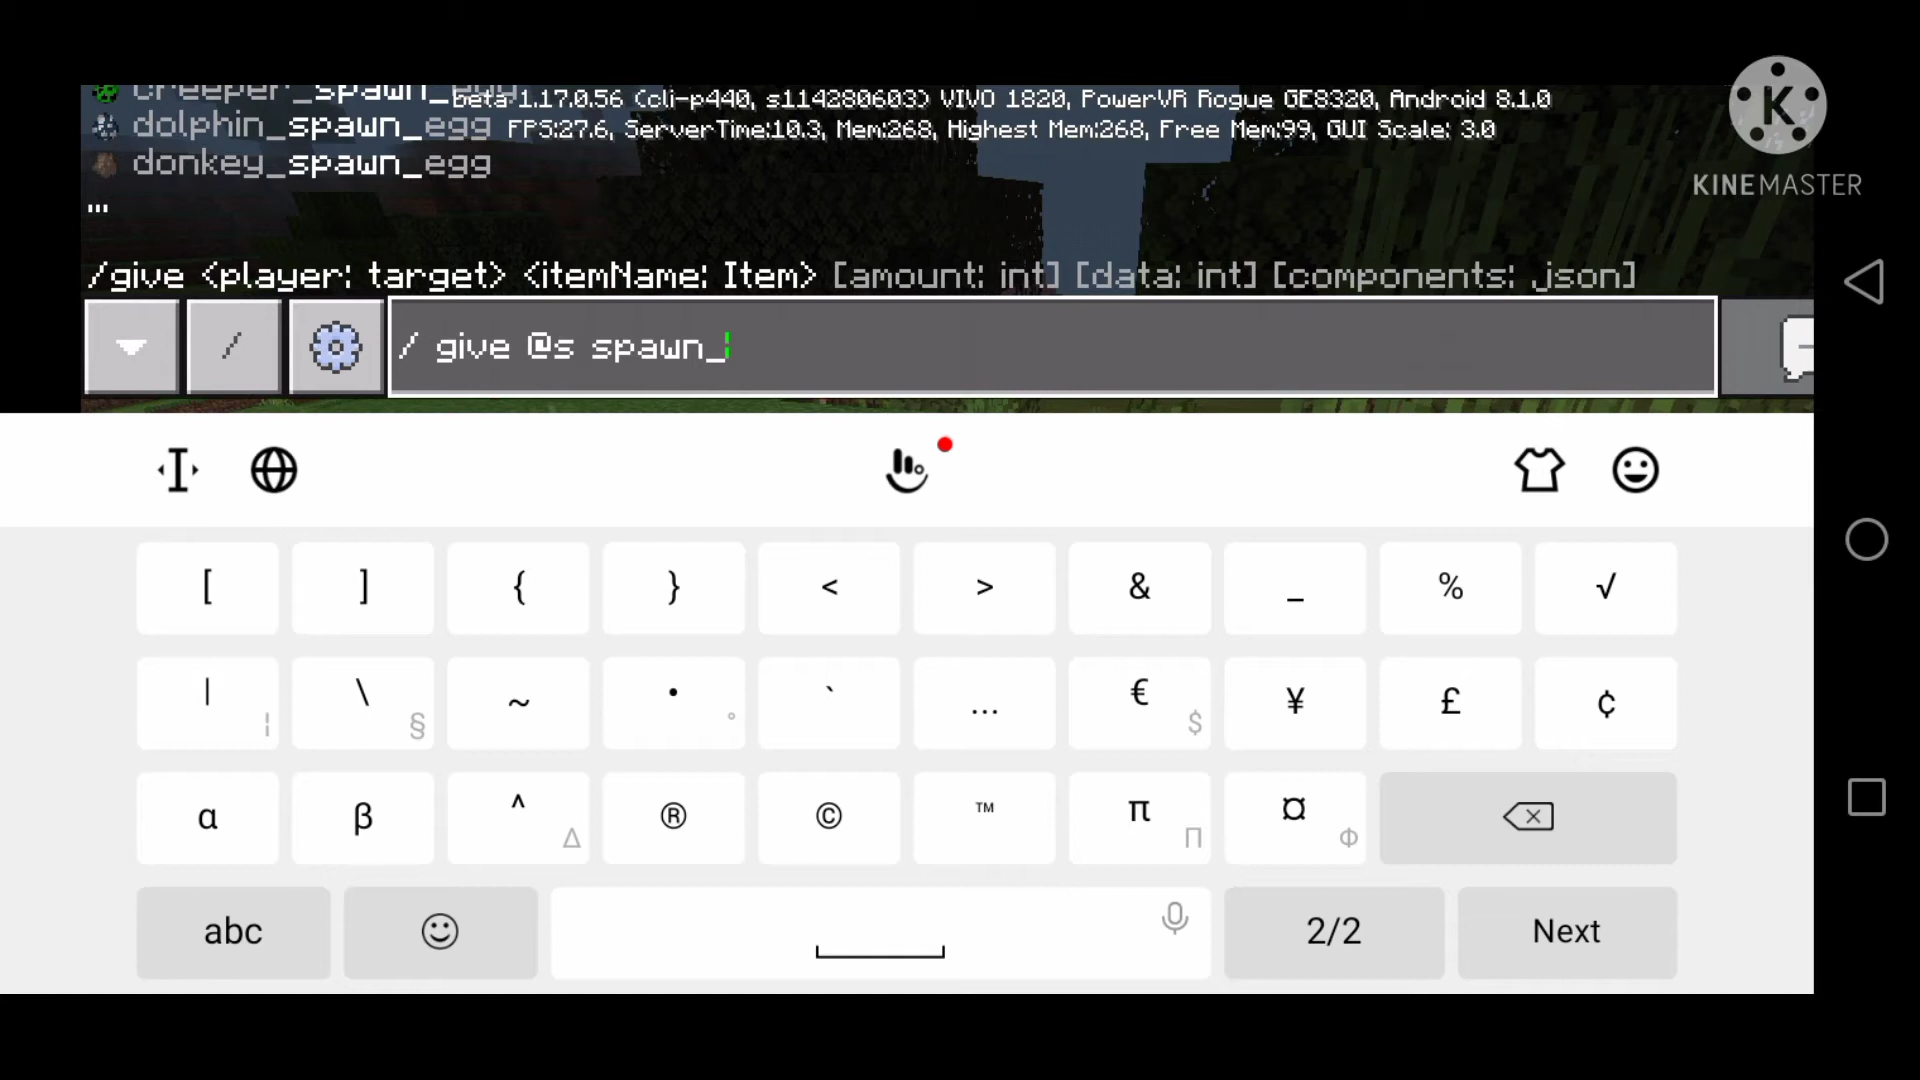 creeper_spawn_egg
beta 1.17.0.56 (cli-p440, s114280603) VIVO 1820, PowerVR Rogue GE8320, Android 8.1.0
dolphin_spawn_egg
FPS:27.6, ServerTime:10.3, Mem:268, Highest Mem:268, Free Mem:99, GUI Scale: 3.0
donkey_spawn_egg
...
K
KINEMASTER
/give <player: target> <itemName: Item> [amount: int] [data: int] [components: json]
/
/ give @s spawn_
[ ] { } < > & _ % √
| ¦ \ § ~ • ° ` … € $ ¥ £ ¢
α β ^ Δ ® © ™ π Π ¤ Φ
abc 2/2 Next